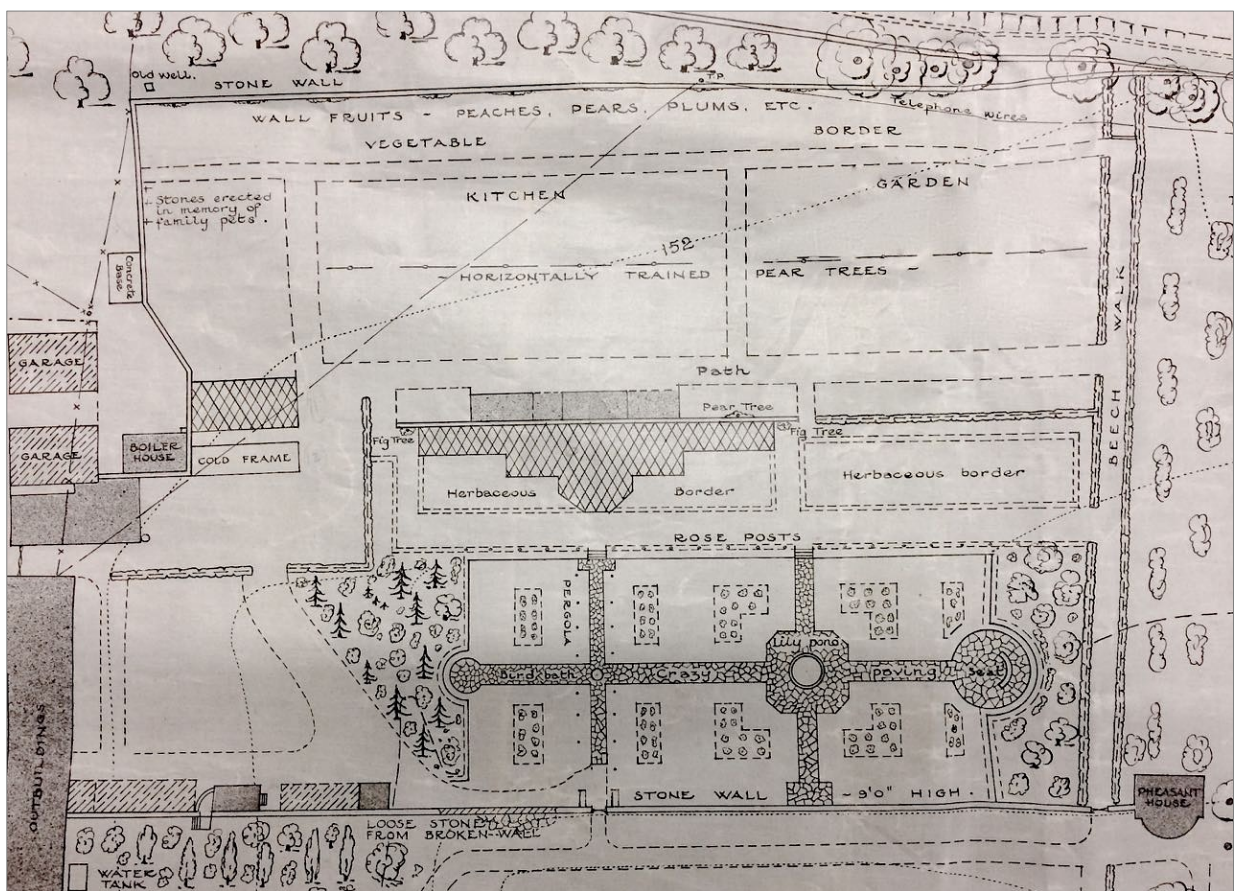 Old Well.
STONE WALL
T.P.
Telephone wires
WALL FRUITS - PEACHES, PEARS, PLUMS, ETC.
VEGETABLE
BORDER
KITCHEN
GARDEN
Stones erected
in memory of
family pets.
152
Concrete
Base
- HORIZONTALLY TRAINED
PEAR TREES -
BEECH WALK
GARAGE
Path
Pear Tree
Fig Tree
Fig Tree
GARAGE
BOILER
HOUSE
COLD FRAME
Herbaceous
Border
Herbaceous border
ROSE POSTS
PERGOLA
Lily pond
Bird bath
Crazy
paving
Seat
OUTBUILDINGS
STONE WALL
- 9'0" HIGH.
PHEASANT
HOUSE
LOOSE STONE
FROM BROKEN WALL
WATER
TANK